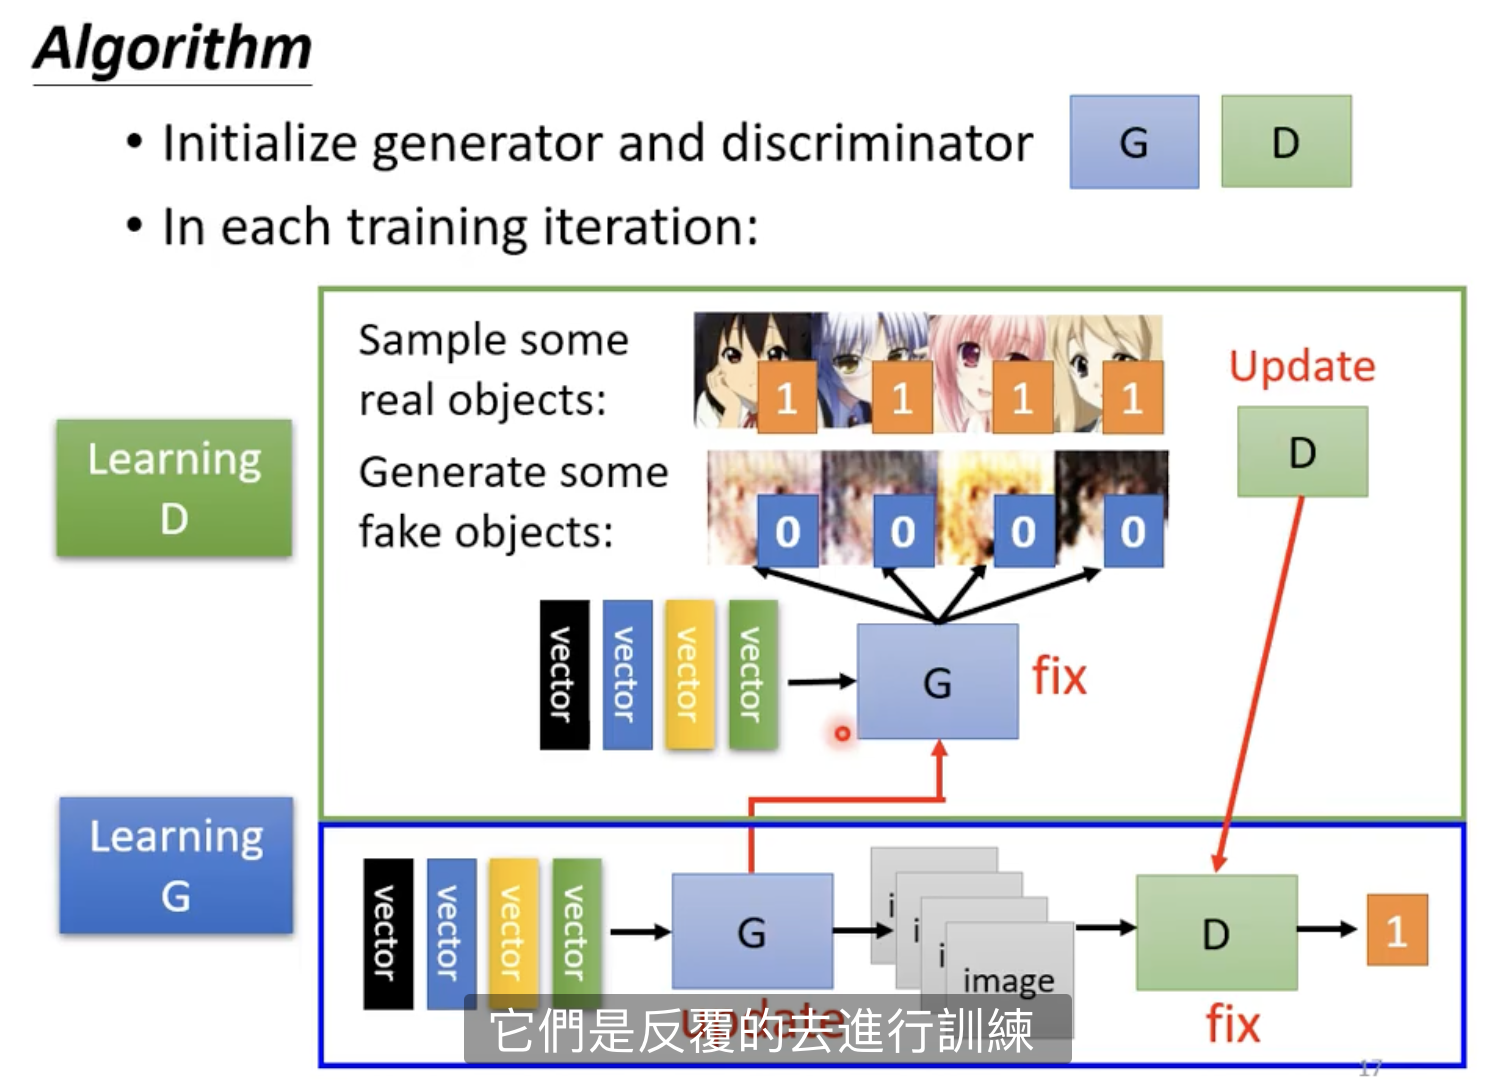 Algorithm
• Initialize generator and discriminator
G
D
• In each training iteration:
Learning
D
Sample some
real objects:
1
1
1
1
Update
D
Generate some
fake objects:
0
0
0
0
vector
vector
vector
vector
G
fix
Learning
G
vector
vector
vector
vector
G
update
i
i
i
image
D
fix
1
它們是反覆的去進行訓練
17